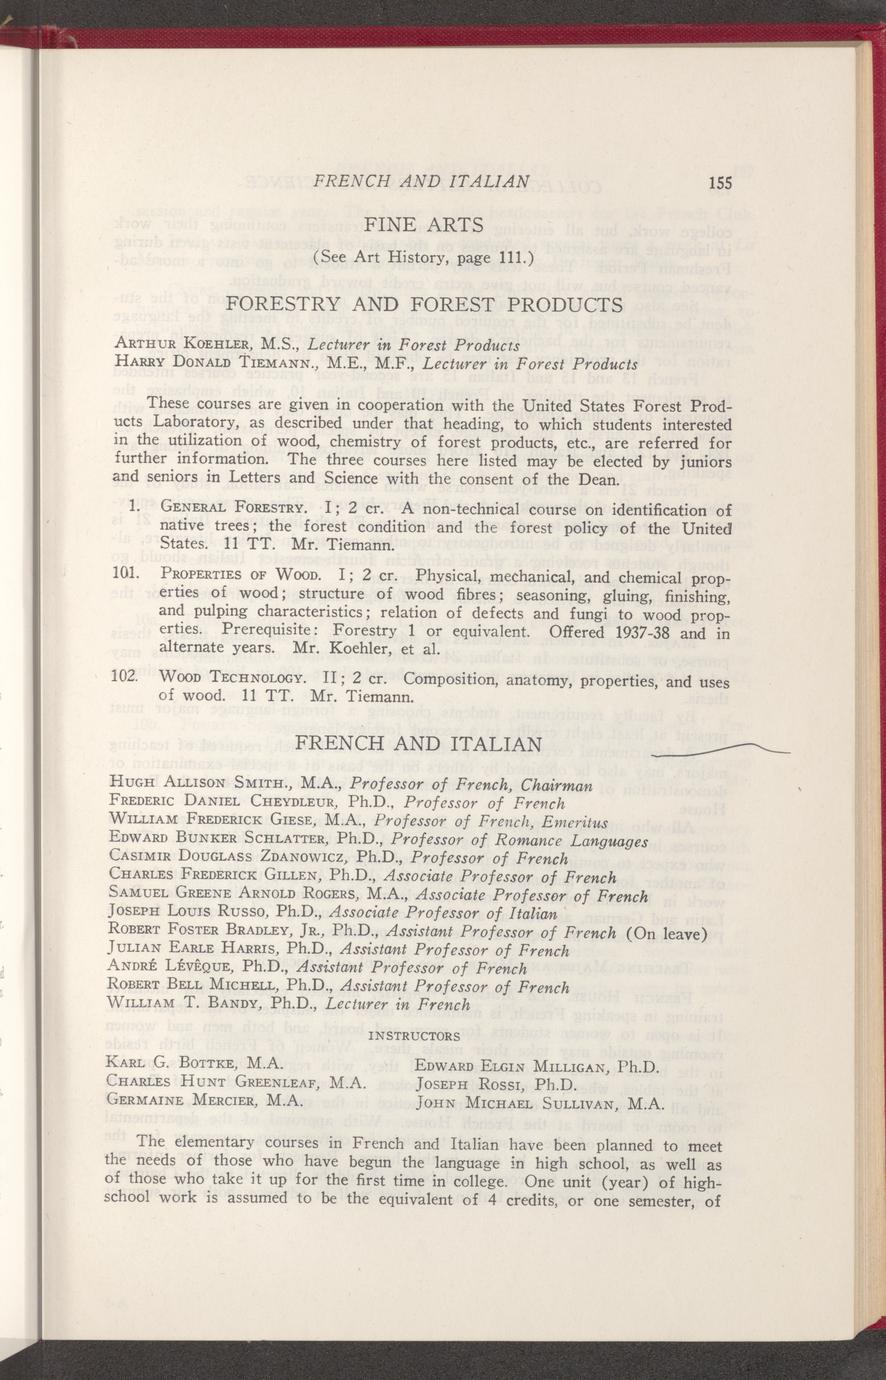 FRENCH AND ITALIAN 155
FINE ARTS
(See Art History, page 111.)
FORESTRY AND FOREST PRODUCTS
ARTHUR KOEHLER, M.S., Lecturer in Forest Products
HARRY DONALD TIEMANN., M.E., M.F., Lecturer in Forest Products
These courses are given in cooperation with the United States Forest Prod-
ucts Laboratory, as described under that heading, to which students interested
in the utilization of wood, chemistry of forest products, etc., are referred for
further information. The three courses here listed may be elected by juniors
and seniors in Letters and Science with the consent of the Dean.
1. GENERAL FORESTRY. I; 2 cr. A non-technical course on identification of
native trees; the forest condition and the forest policy of the United
States. 11 TT. Mr. Tiemann.
101. PROPERTIES OF WOOD. I; 2 cr. Physical, mechanical, and chemical prop-
erties of wood; structure of wood fibres; seasoning, gluing, finishing,
and pulping characteristics; relation of defects and fungi to wood prop-
erties. Prerequisite: Forestry 1 or equivalent. Offered 1937-38 and in
alternate years. Mr. Koehler, et al.
102. WOOD TECHNOLOGY. II; 2 cr. Composition, anatomy, properties, and uses
of wood. 11 TT. Mr. Tiemann.
FRENCH AND ITALIAN
HUGH ALLISON SMITH., M.A., Professor of French, Chairman
FREDERIC DANIEL CHEYDLEUR, Ph.D., Professor of French
WILLIAM FREDERICK GIESE, M.A., Professor of French, Emeritus
EDWARD BUNKER SCHLATTER, Ph.D., Professor of Romance Languages
CASIMIR DOUGLASS ZDANOWICZ, Ph.D., Professor of French
CHARLES FREDERICK GILLEN, Ph.D., Associate Professor of French
SAMUEL GREENE ARNOLD ROGERS, M.A., Associate Professor of French
JOSEPH LOUIS RUSSO, Ph.D., Associate Professor of Italian
ROBERT FOSTER BRADLEY, JR., Ph.D., Assistant Professor of French (On leave)
JULIAN EARLE HARRIS, Ph.D., Assistant Professor of French
ANDRÉ LÉVÊQUE, Ph.D., Assistant Professor of French
ROBERT BELL MICHELL, Ph.D., Assistant Professor of French
WILLIAM T. BANDY, Ph.D., Lecturer in French
INSTRUCTORS
KARL G. BOTTKE, M.A. EDWARD ELGIN MILLIGAN, Ph.D.
CHARLES HUNT GREENLEAF, M.A. JOSEPH ROSSI, Ph.D.
GERMAINE MERCIER, M.A. JOHN MICHAEL SULLIVAN, M.A.
The elementary courses in French and Italian have been planned to meet
the needs of those who have begun the language in high school, as well as
of those who take it up for the first time in college. One unit (year) of high-
school work is assumed to be the equivalent of 4 credits, or one semester, of